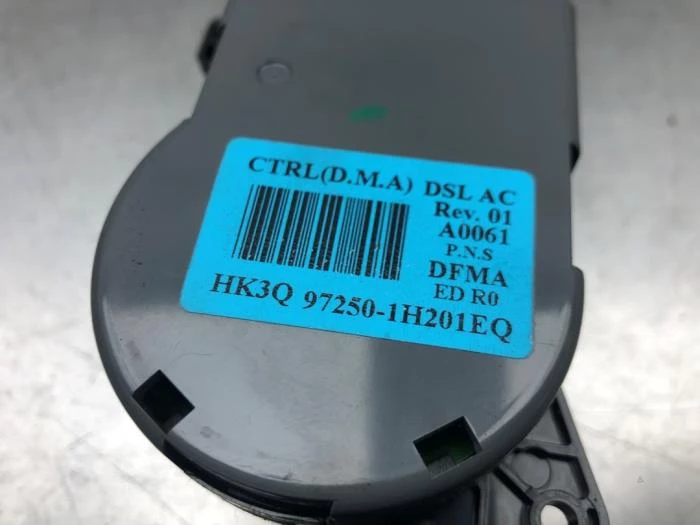 CTRL(D.M.A) DSL AC
Rev. 01
A0061
P.N.S
DFMA
ED R0
HK3Q 97250-1H201EQ